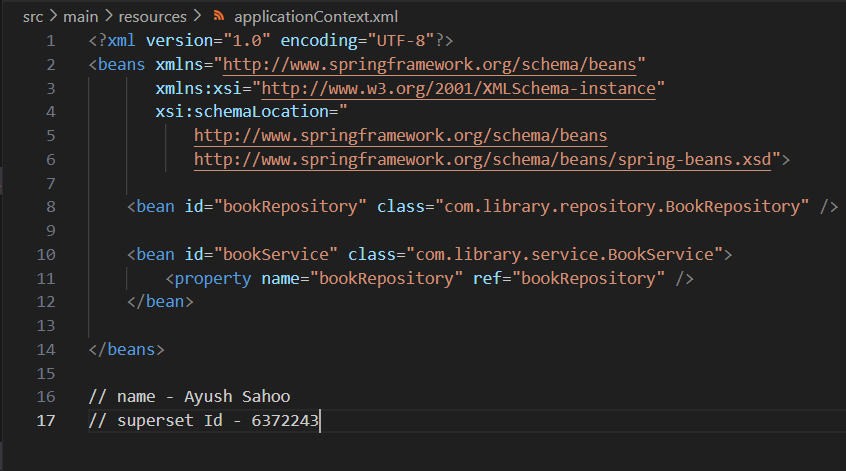 src > main > resources > applicationContext.xml
1 <?xml version="1.0" encoding="UTF-8"?>
2 <beans xmlns="http://www.springframework.org/schema/beans"
3 xmlns:xsi="http://www.w3.org/2001/XMLSchema-instance"
4 xsi:schemaLocation="
5 http://www.springframework.org/schema/beans
6 http://www.springframework.org/schema/beans/spring-beans.xsd">
7
8 <bean id="bookRepository" class="com.library.repository.BookRepository" />
9
10 <bean id="bookService" class="com.library.service.BookService">
11 <property name="bookRepository" ref="bookRepository" />
12 </bean>
13
14 </beans>
15
16 // name - Ayush Sahoo
17 // superset Id - 6372243